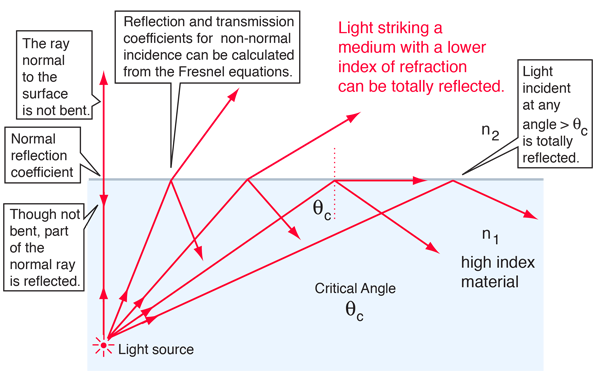 The ray
normal
to the
surface
is not bent.
Reflection and transmission
coefficients for non-normal
incidence can be calculated
from the Fresnel equations.
Light striking a
medium with a lower
index of refraction
can be totally reflected.
Light
incident
at any
angle > θc
is totally
reflected.
n2
Normal
reflection
coefficient
Though not
bent, part
of the
normal ray
is reflected.
θc
n1
high index
material
Critical Angle
θc
Light source